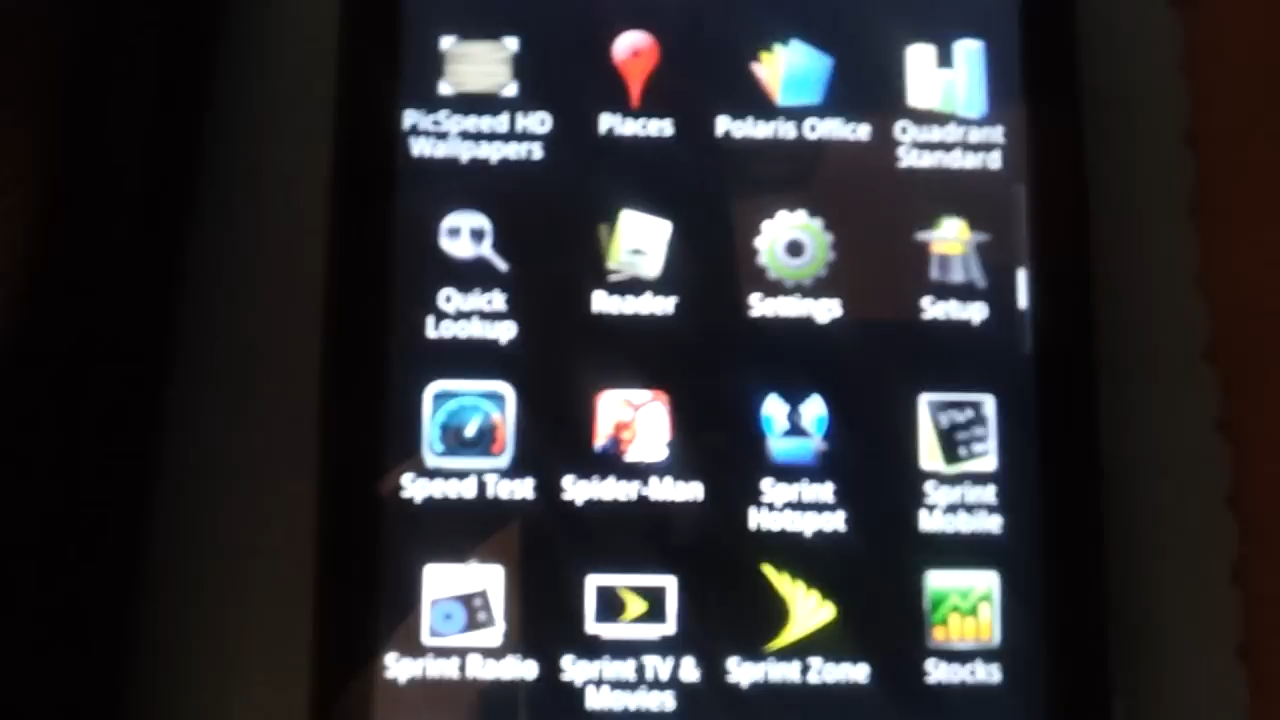 PicSpeed HD
Wallpapers
Places
Polaris Office
Quadrant
Standard
Quick
Lookup
Reader
Settings
Setup
Speed Test
Spider-Man
Sprint
Hotspot
Sprint
Mobile
Sprint Radio
Sprint TV &
Movies
Sprint Zone
Stocks